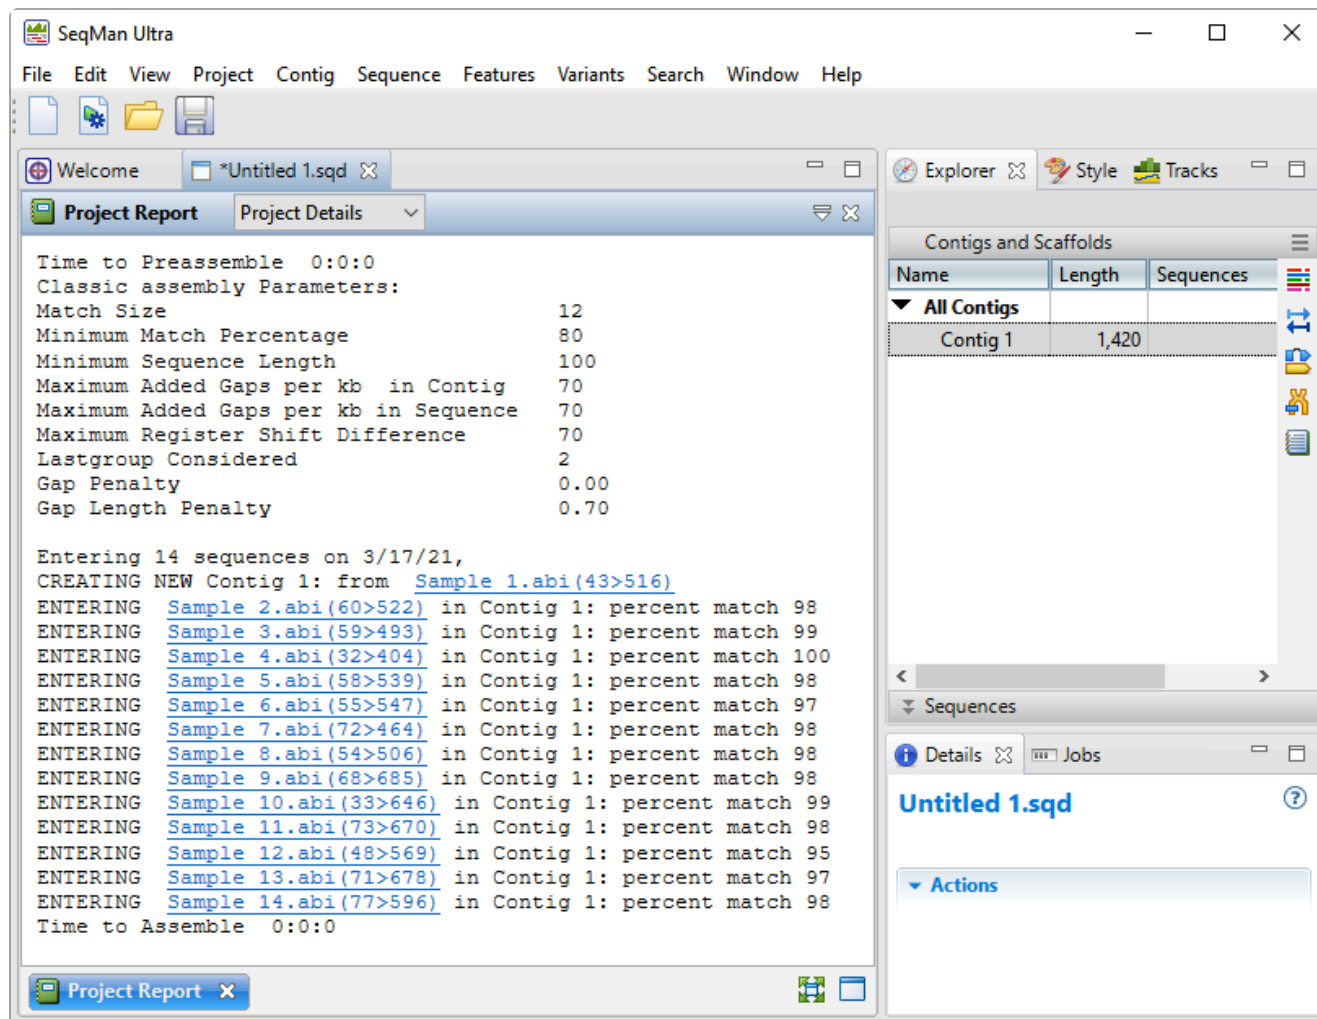 SeqMan Ultra
File Edit View Project Contig Sequence Features Variants Search Window Help
Welcome
*Untitled 1.sqd
Project Report Project Details
Time to Preassemble 0:0:0
Classic assembly Parameters:
Match Size 12
Minimum Match Percentage 80
Minimum Sequence Length 100
Maximum Added Gaps per kb in Contig 70
Maximum Added Gaps per kb in Sequence 70
Maximum Register Shift Difference 70
Lastgroup Considered 2
Gap Penalty 0.00
Gap Length Penalty 0.70
Entering 14 sequences on 3/17/21,
CREATING NEW Contig 1: from Sample 1.abi(43>516)
ENTERING Sample 2.abi(60>522) in Contig 1: percent match 98
ENTERING Sample 3.abi(59>493) in Contig 1: percent match 99
ENTERING Sample 4.abi(32>404) in Contig 1: percent match 100
ENTERING Sample 5.abi(58>539) in Contig 1: percent match 98
ENTERING Sample 6.abi(55>547) in Contig 1: percent match 97
ENTERING Sample 7.abi(72>464) in Contig 1: percent match 98
ENTERING Sample 8.abi(54>506) in Contig 1: percent match 98
ENTERING Sample 9.abi(68>685) in Contig 1: percent match 98
ENTERING Sample 10.abi(33>646) in Contig 1: percent match 99
ENTERING Sample 11.abi(73>670) in Contig 1: percent match 98
ENTERING Sample 12.abi(48>569) in Contig 1: percent match 95
ENTERING Sample 13.abi(71>678) in Contig 1: percent match 97
ENTERING Sample 14.abi(77>596) in Contig 1: percent match 98
Time to Assemble 0:0:0
Project Report
Explorer Style Tracks
Contigs and Scaffolds
Name Length Sequences
All Contigs
Contig 1 1,420
Sequences
Details Jobs
Untitled 1.sqd
Actions